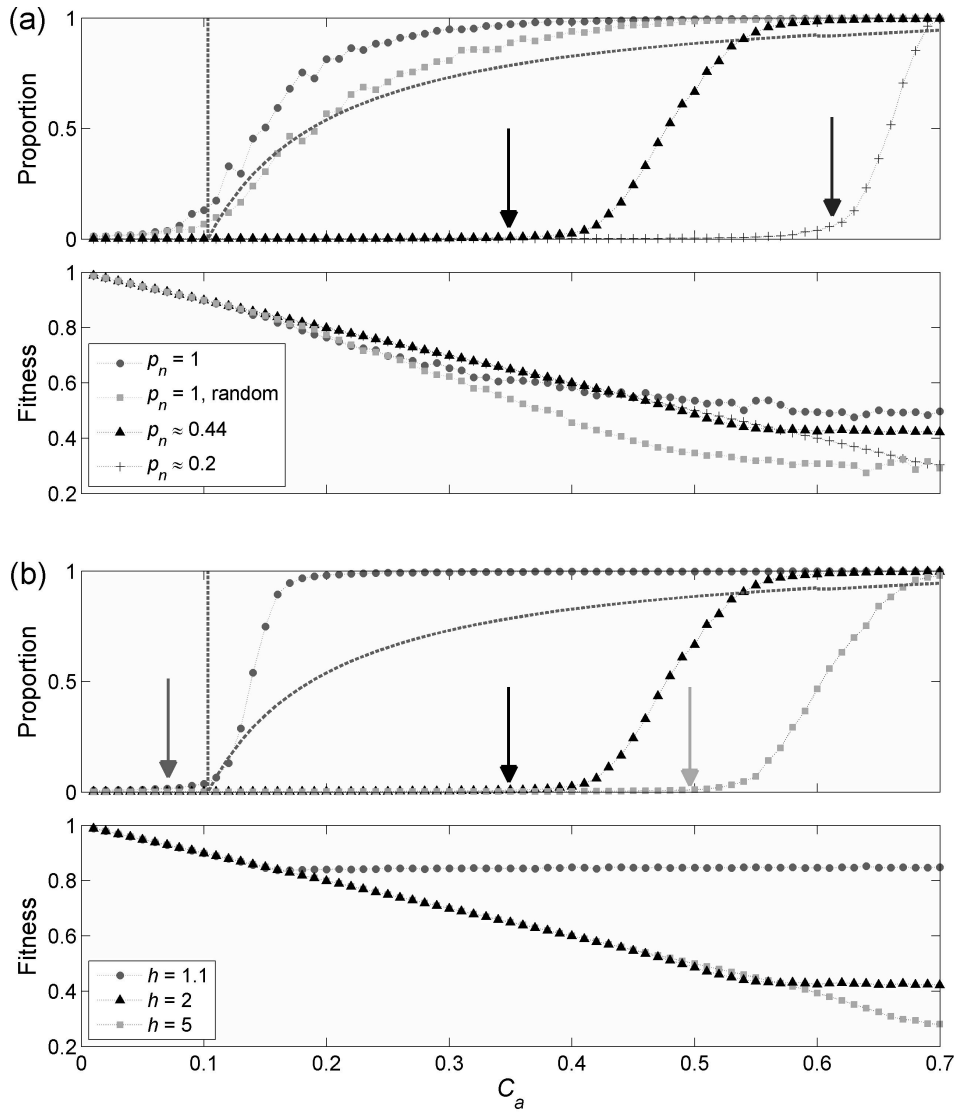 (a)
Proportion
1
0.5
0
Fitness
1
0.8
0.6
0.4
0.2
pn = 1
pn = 1, random
pn ≈ 0.44
pn ≈ 0.2
(b)
Proportion
1
0.5
0
Fitness
1
0.8
0.6
0.4
0.2
h = 1.1
h = 2
h = 5
0 0.1 0.2 0.3 0.4 0.5 0.6 0.7
Ca